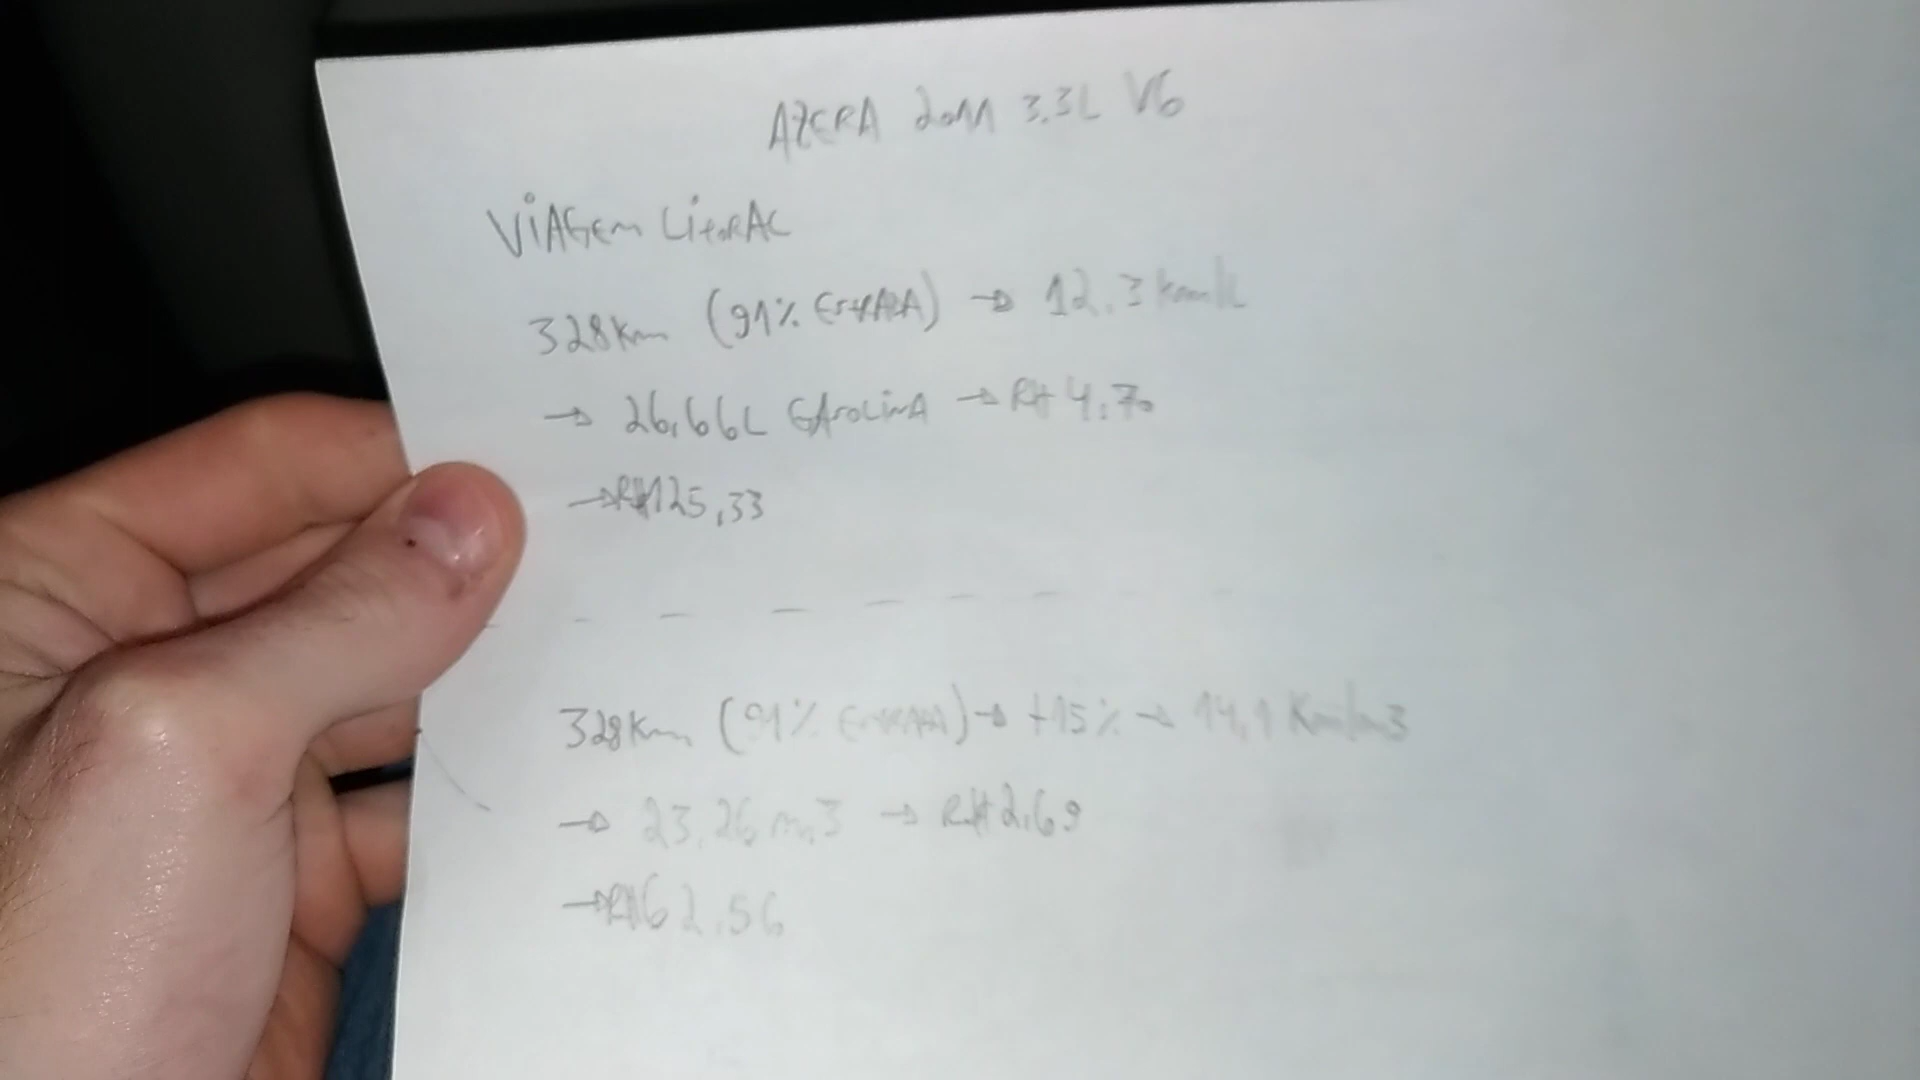 AZERA 2011 3.3L V6
ViAGEm LitoRAL
328Km (91% EstRADA) → 12.3 km/L
→ 26,66L GAsoLinA → R$ 4.70
→R$125,33
328Km (91% EstRADA) → +15% → 14,1 Km/m3
→ 23,26 m3 → R$ 2,69
→R$62,56